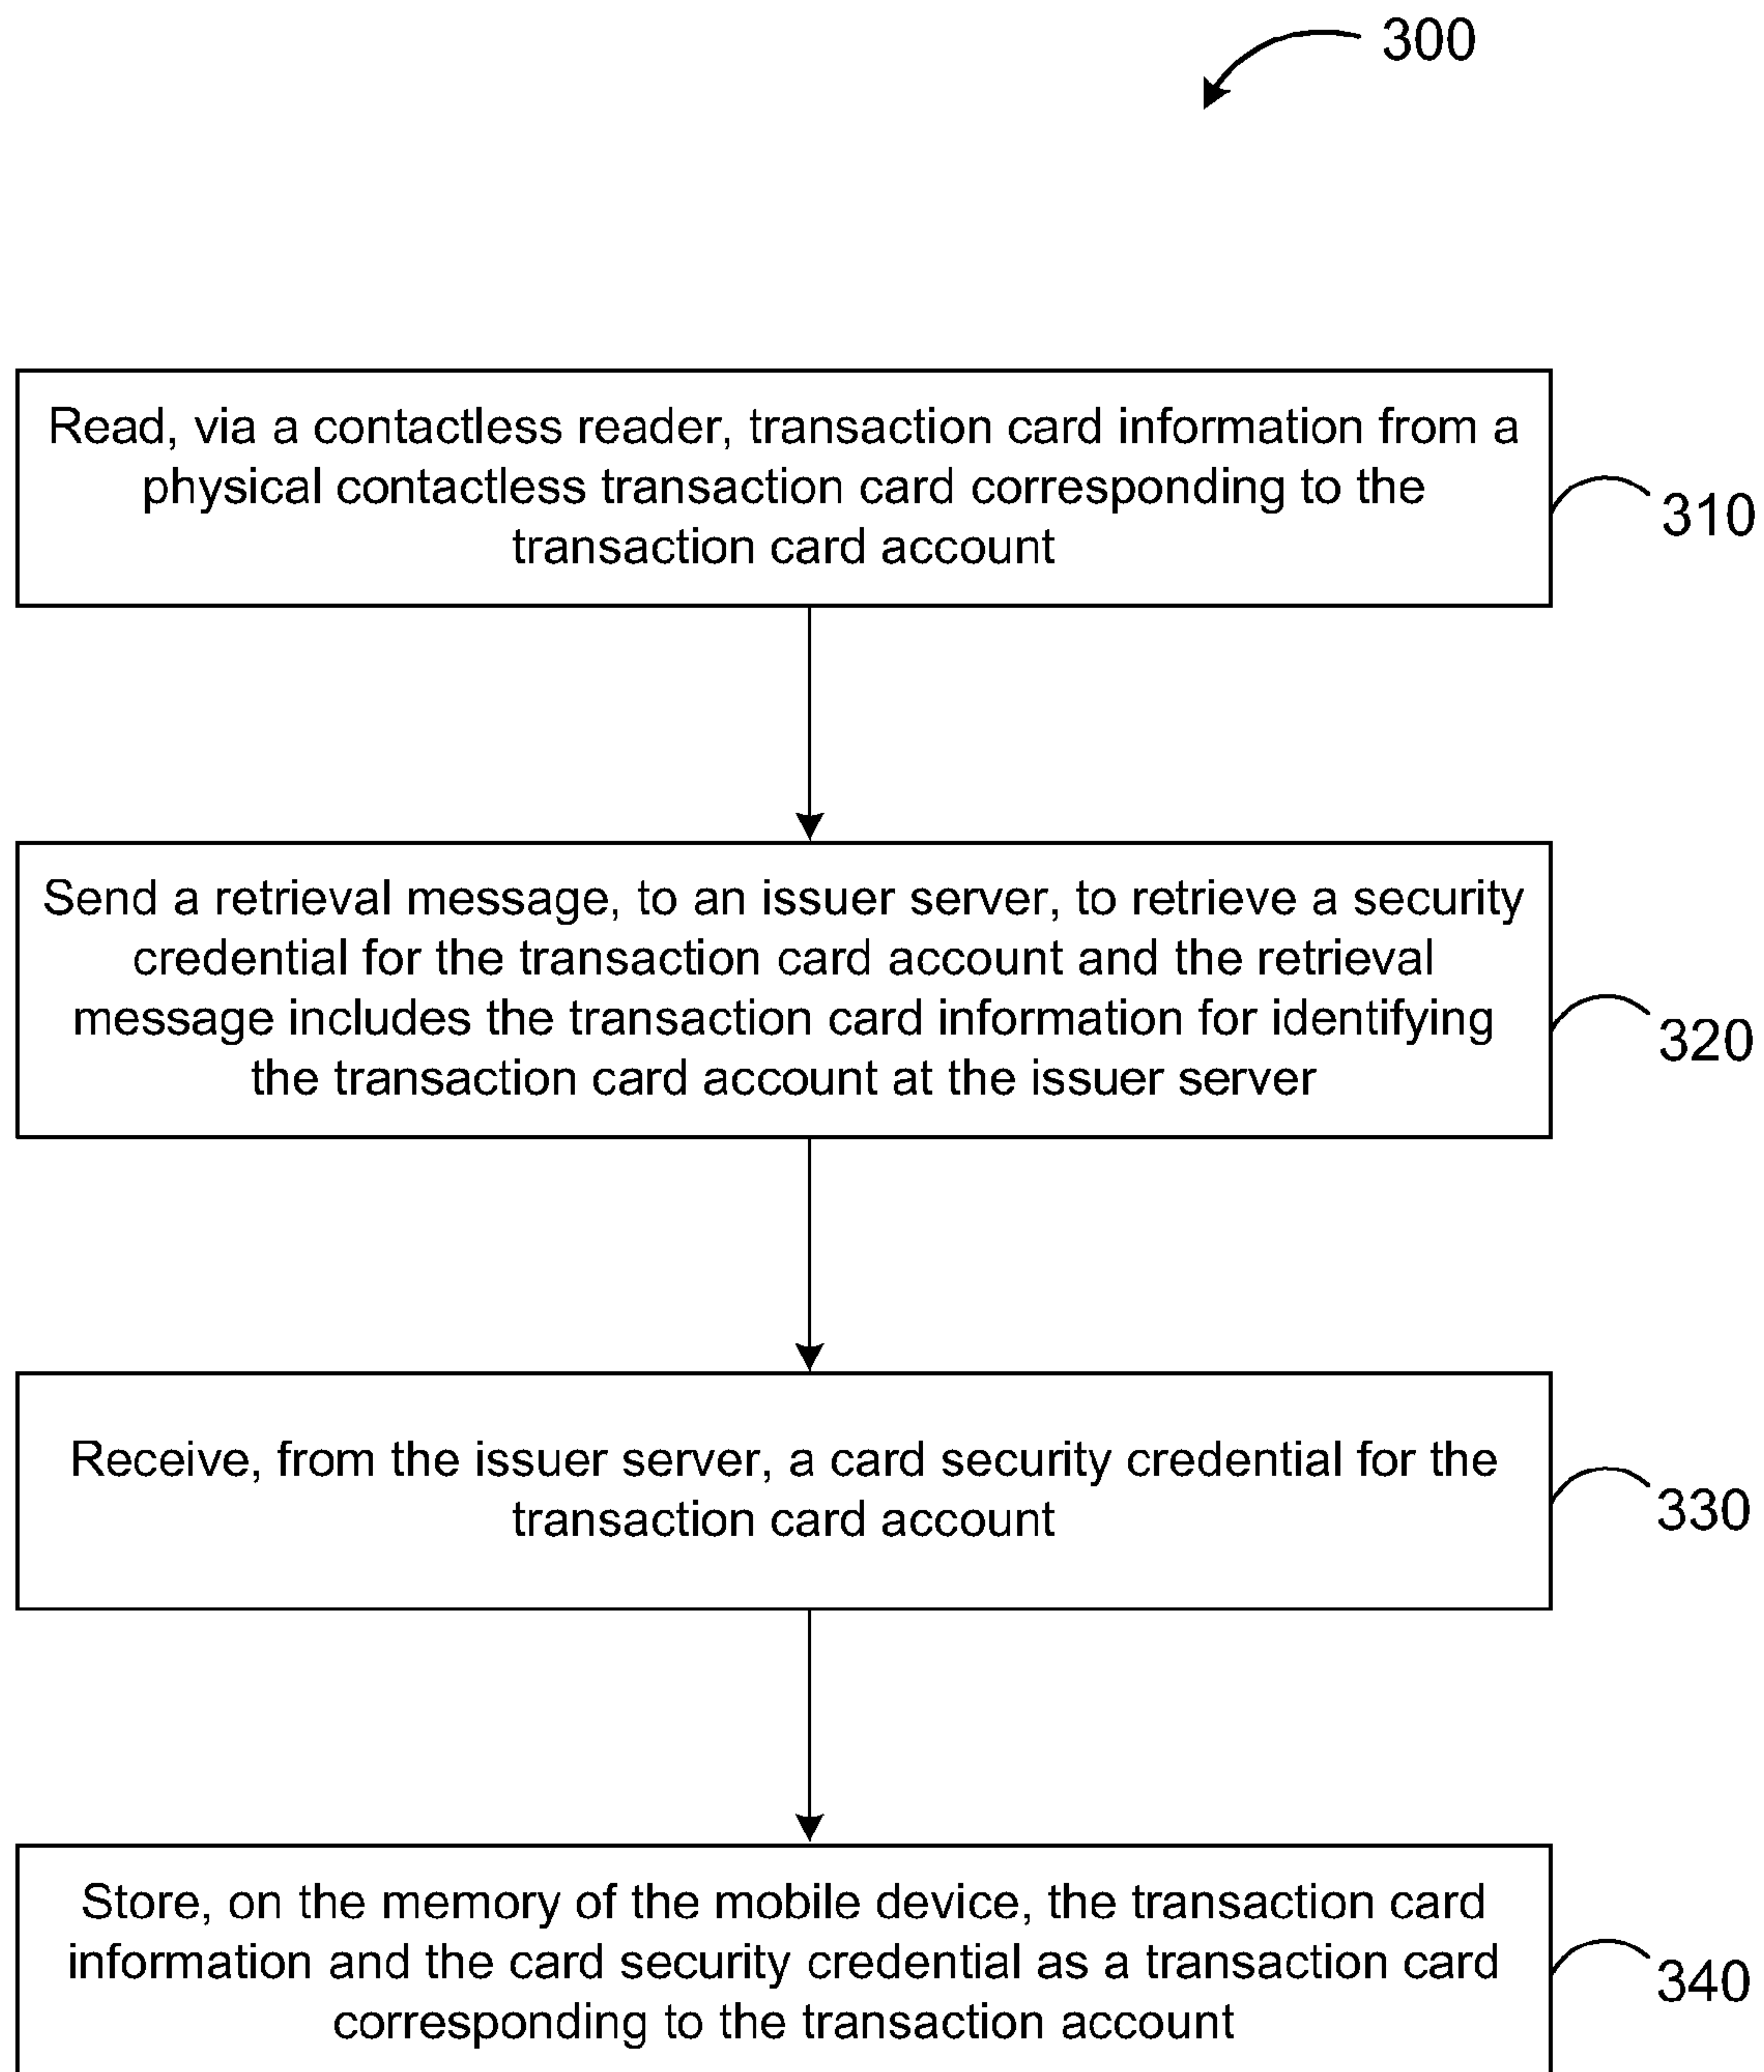 300
Read, via a contactless reader, transaction card information from a
physical contactless transaction card corresponding to the
transaction card account
310
Send a retrieval message, to an issuer server, to retrieve a security
credential for the transaction card account and the retrieval
message includes the transaction card information for identifying
the transaction card account at the issuer server
320
Receive, from the issuer server, a card security credential for the
transaction card account
330
Store, on the memory of the mobile device, the transaction card
information and the card security credential as a transaction card
corresponding to the transaction account
340